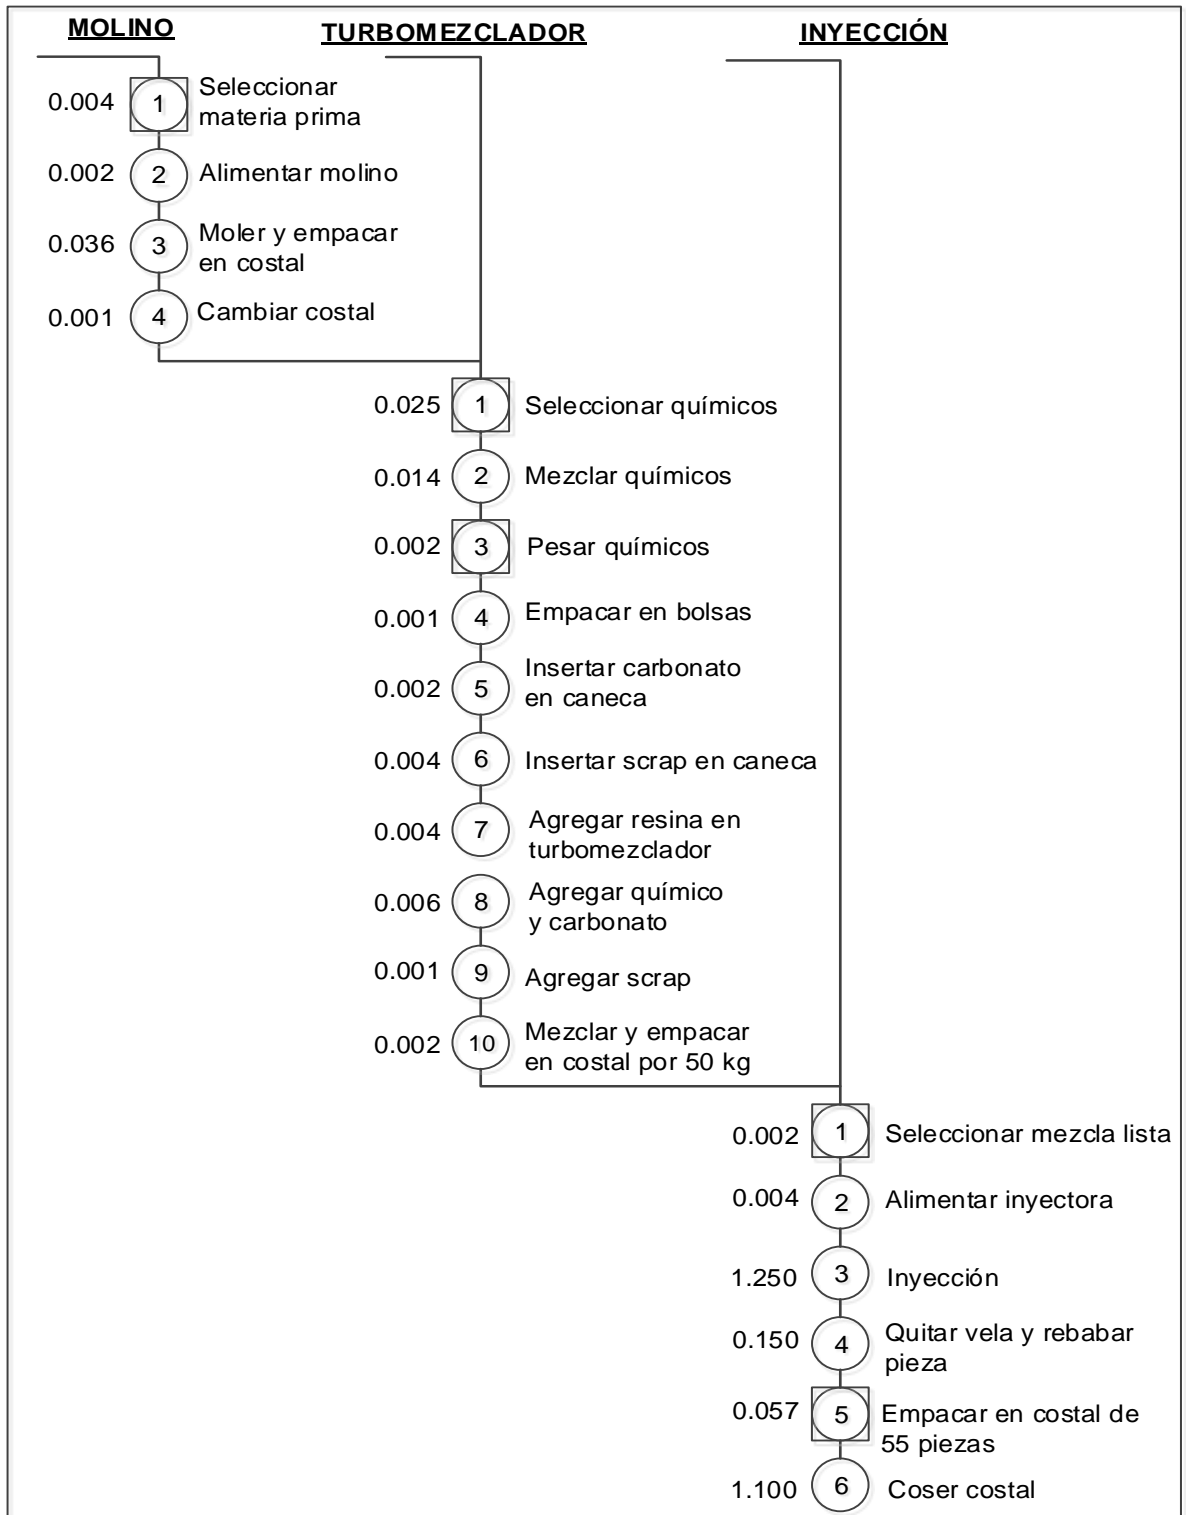 MOLINO
TURBOMEZCLADOR
INYECCIÓN
0.004
1
Seleccionar
materia prima
0.002
2
Alimentar molino
0.036
3
Moler y empacar
en costal
0.001
4
Cambiar costal
0.025
1
Seleccionar químicos
0.014
2
Mezclar químicos
0.002
3
Pesar químicos
0.001
4
Empacar en bolsas
0.002
5
Insertar carbonato
en caneca
0.004
6
Insertar scrap en caneca
0.004
7
Agregar resina en
turbomezclador
0.006
8
Agregar químico
y carbonato
0.001
9
Agregar scrap
0.002
10
Mezclar y empacar
en costal por 50 kg
0.002
1
Seleccionar mezcla lista
0.004
2
Alimentar inyectora
1.250
3
Inyección
0.150
4
Quitar vela y rebabar
pieza
0.057
5
Empacar en costal de
55 piezas
1.100
6
Coser costal